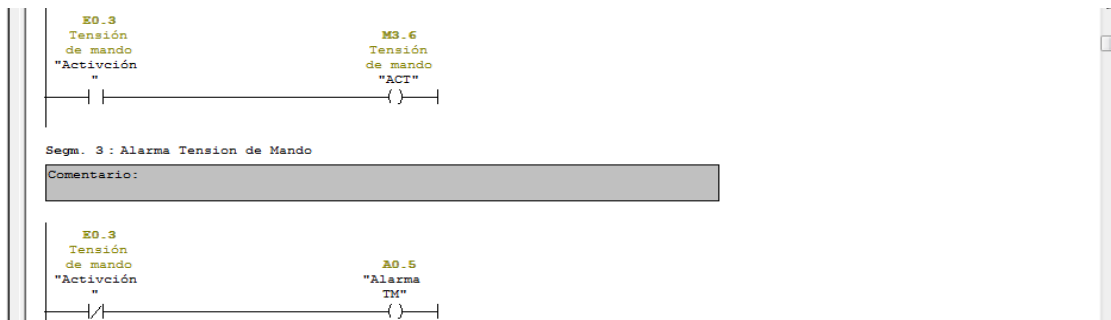 E0.3
Tensión
de mando
"Activción
"
M3.6
Tensión
de mando
"ACT"
Segm. 3 : Alarma Tension de Mando
Comentario:
E0.3
Tensión
de mando
"Activción
"
A0.5
"Alarma
TM"